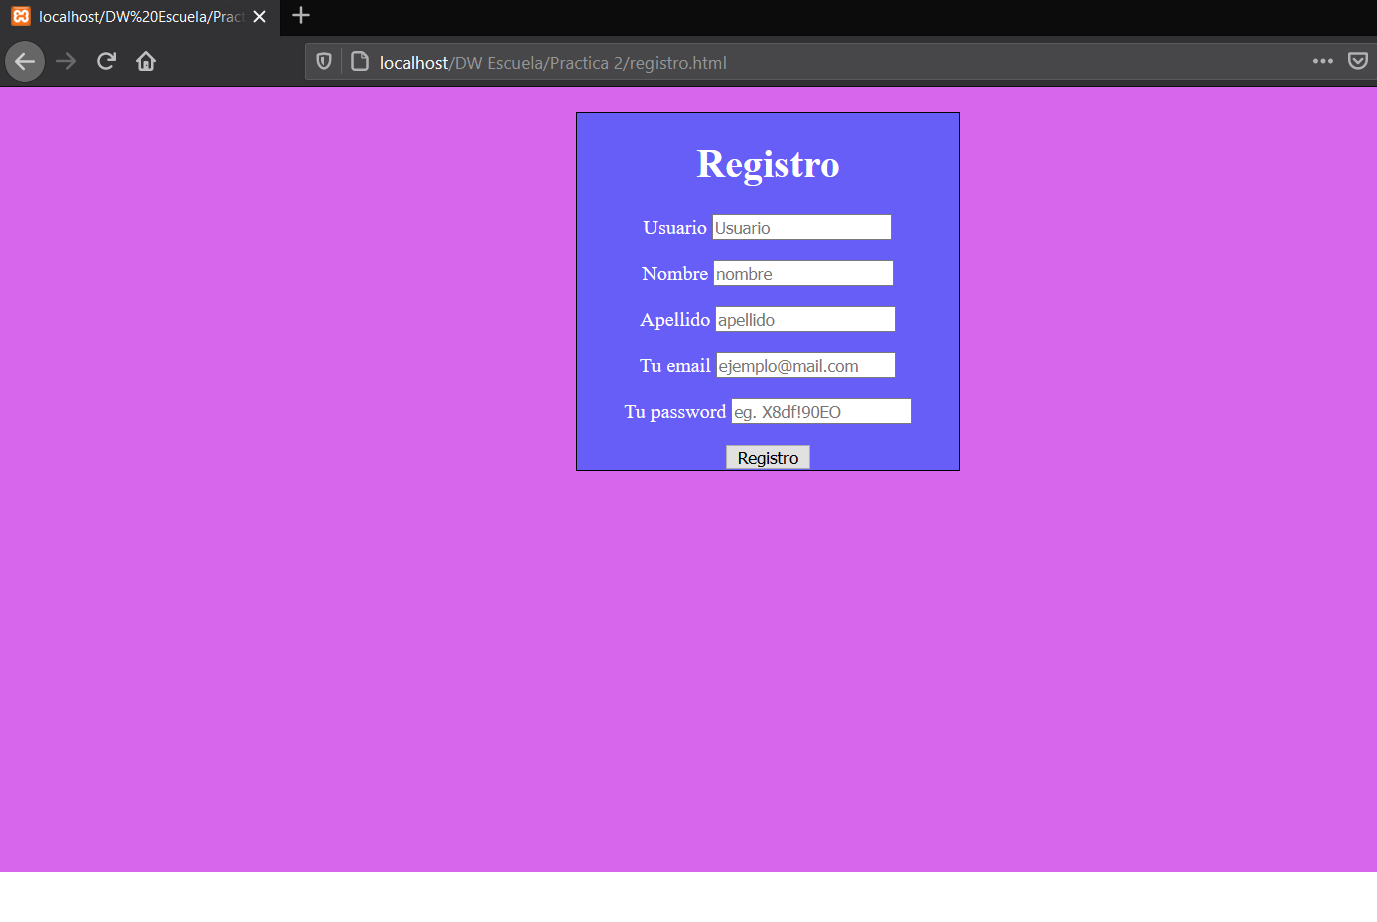 localhost/DW%20Escuela/Pract
localhost/DW Escuela/Practica 2/registro.html
Registro
Usuario Usuario
Nombre nombre
Apellido apellido
Tu email ejemplo@mail.com
Tu password eg. X8df!90EO
Registro